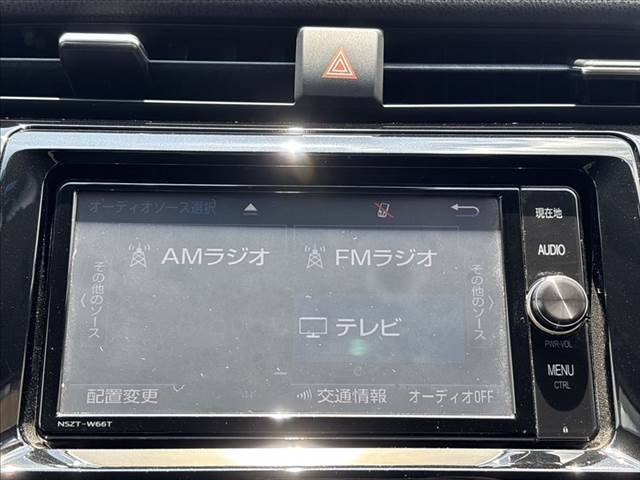 オーディオソース選択
現在地
AMラジオ
FMラジオ
AUDIO
その他のソース
その他のソース
テレビ
PWR·VOL
MENU
CTRL
配置変更
交通情報
オーディオOFF
NSZT-W66T